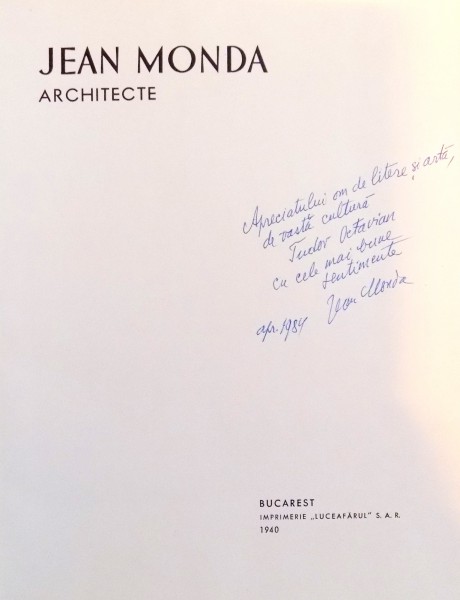 JEAN MONDA
ARCHITECTE
Apreciatului om de litere și artă,
de vastă cultură
Tudor Octavian
cu cele mai bune
sentimente
Jean Monda
apr. 1984
BUCAREST
IMPRIMERIE „LUCEAFĂRUL" S. A. R.
1940